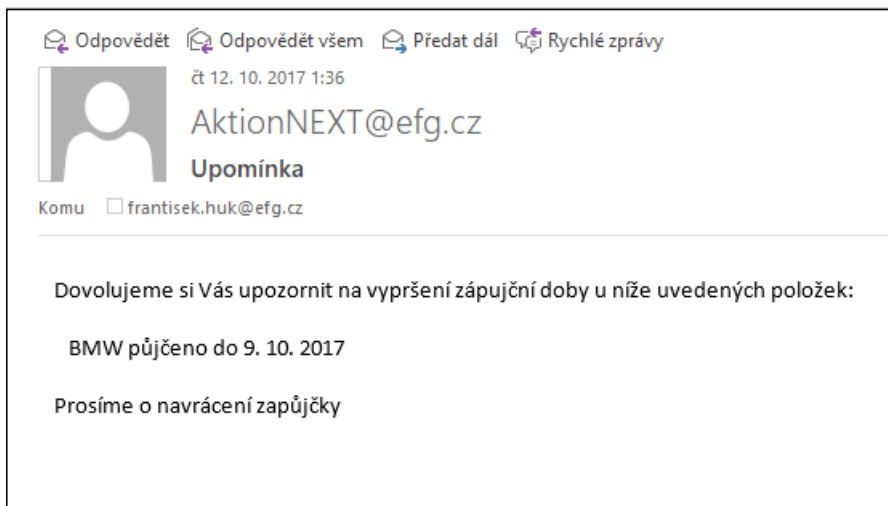 Odpovědět Odpovědět všem Předat dál Rychlé zprávy
čt 12. 10. 2017 1:36
AktionNEXT@efg.cz
Upomínka
Komu frantisek.huk@efg.cz
Dovolujeme si Vás upozornit na vypršení zápujční doby u níže uvedených položek:
BMW půjčeno do 9. 10. 2017
Prosíme o navrácení zapůjčky